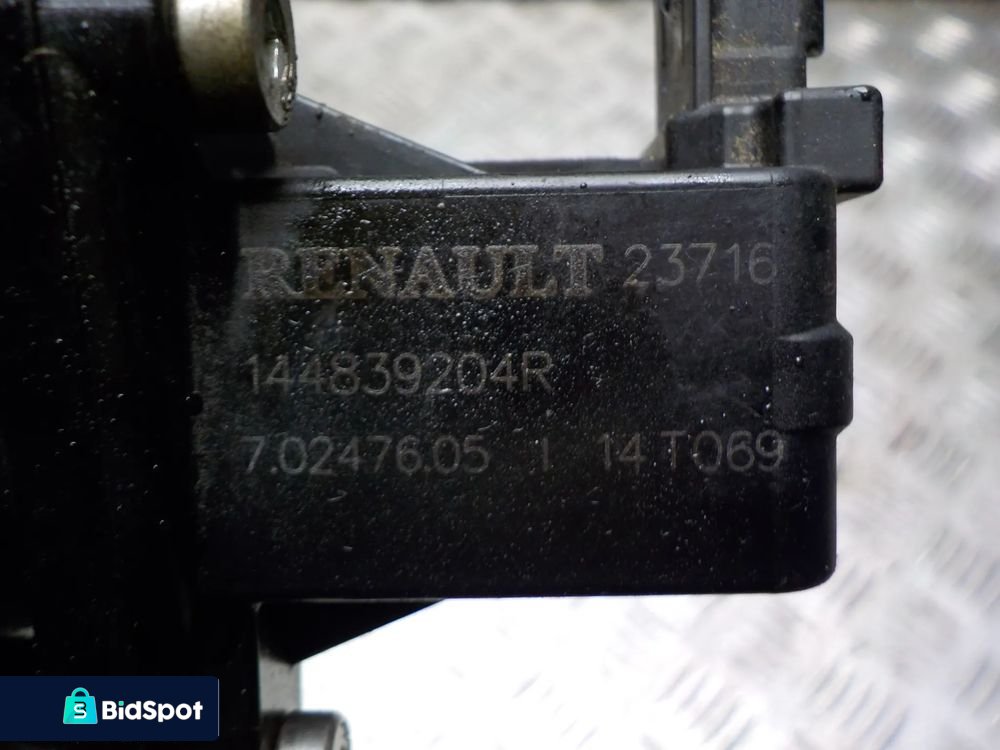 RENAULT 23716
144839204R
7.02476.05 I 14 T069
BidSpot